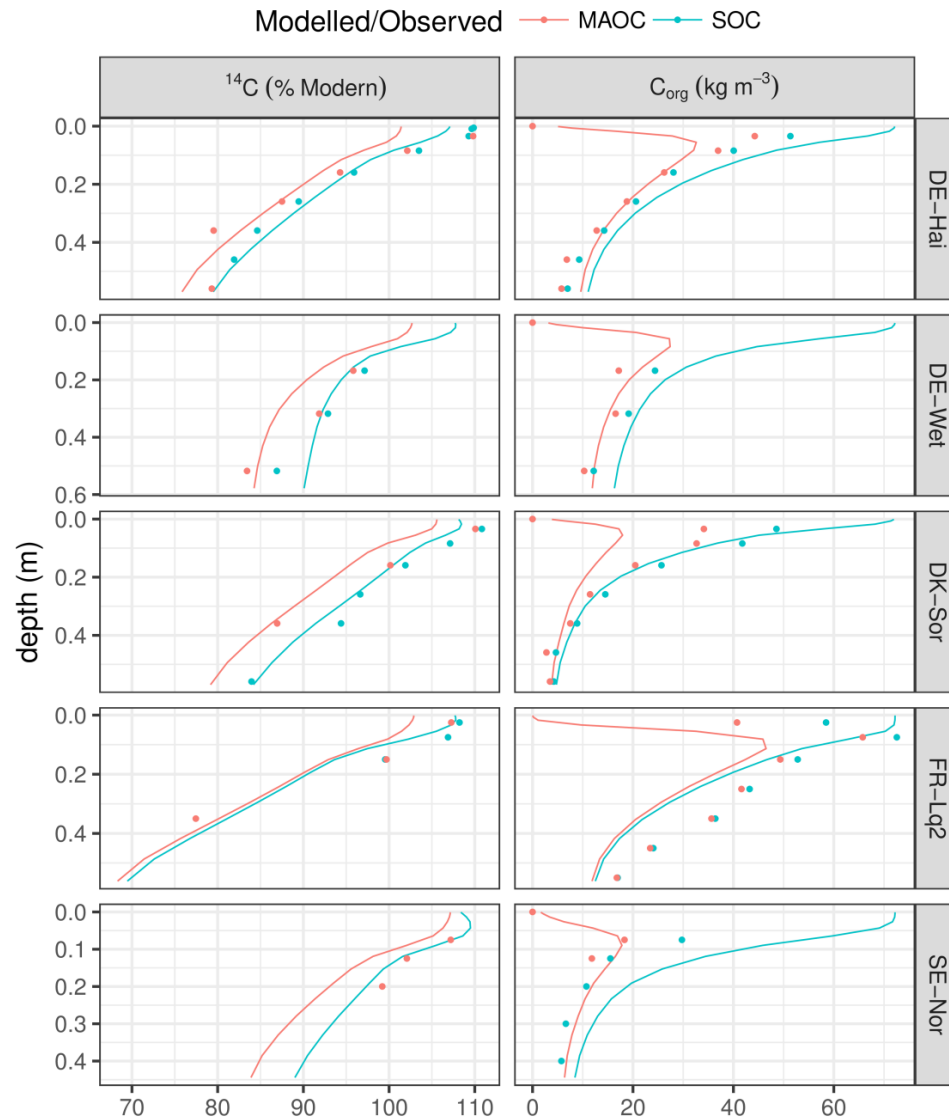 Modelled/Observed MAOC SOC
¹⁴C (% Modern) C_org (kg m⁻³)
0.0
0.2
0.4
DE−Hai
0.0
0.2
0.4
0.6
DE−Wet
0.0
0.2
0.4
DK−Sor
depth (m)
0.0
0.2
0.4
FR−Lq2
0.0
0.1
0.2
0.3
0.4
SE−Nor
70 80 90 100 110 0 20 40 60